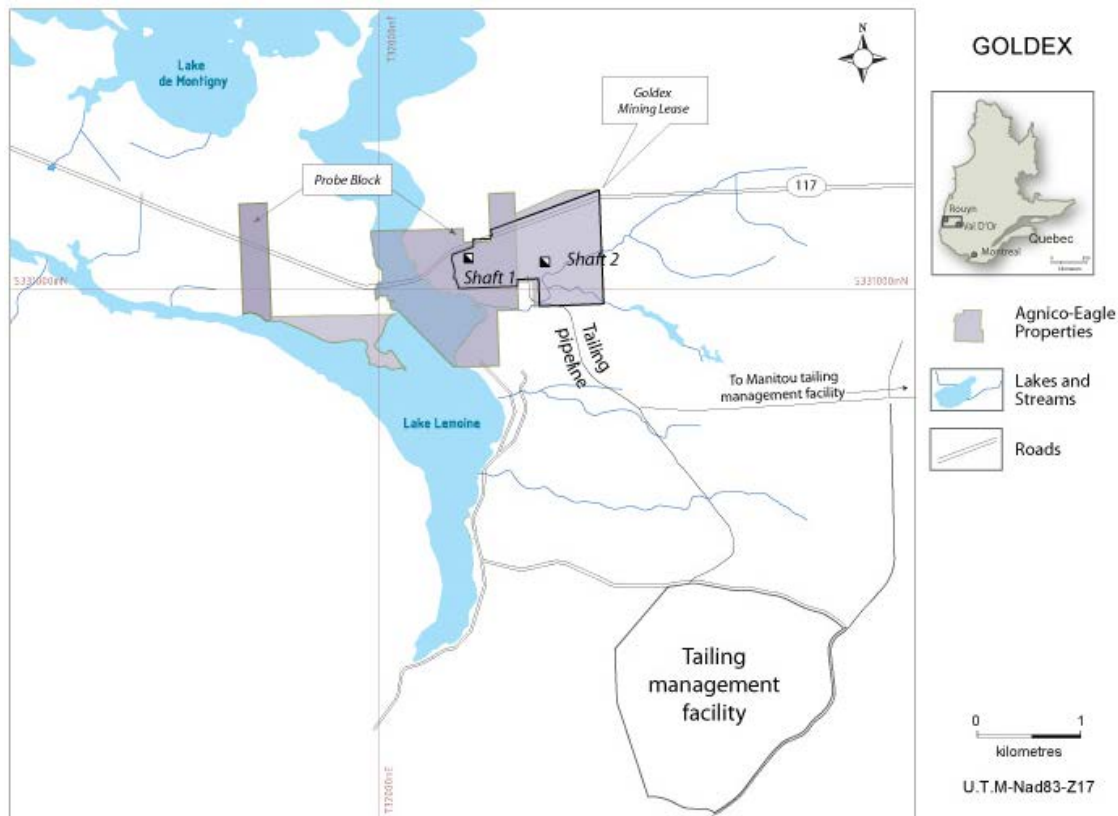 GOLDEX
N
Lake
de Montigny
Goldex
Mining Lease
Probe Block
117
Shaft 1
Shaft 2
Tailing
pipeline
To Manitou tailing
management facility
Lake Lemoine
Tailing
management
facility
Rouyn
Val D'Or
Montreal
Quebec
Agnico-Eagle
Properties
Lakes and
Streams
Roads
0 1
kilometres
U.T.M-Nad83-Z17